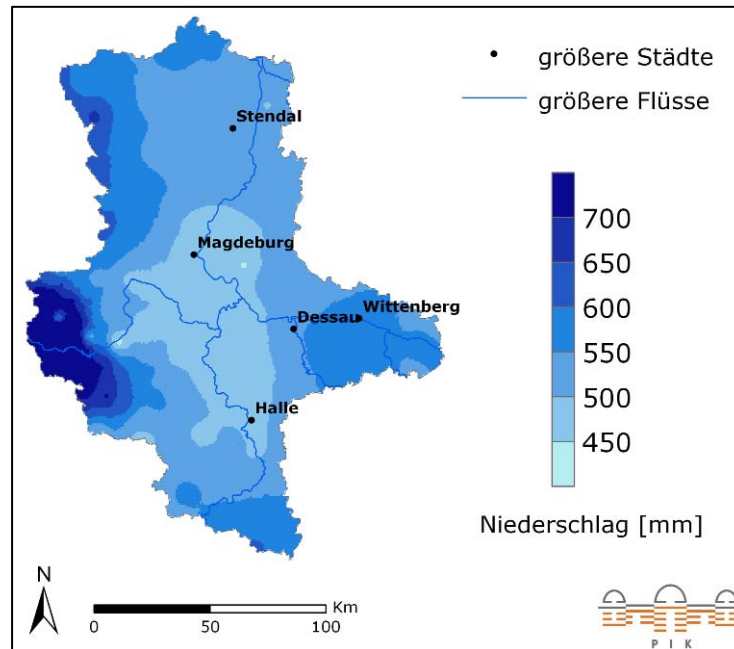 größere Städte
größere Flüsse
Stendal
Magdeburg
Wittenberg
Dessau
Halle
700
650
600
550
500
450
Niederschlag [mm]
N
Km
0 50 100
P I K